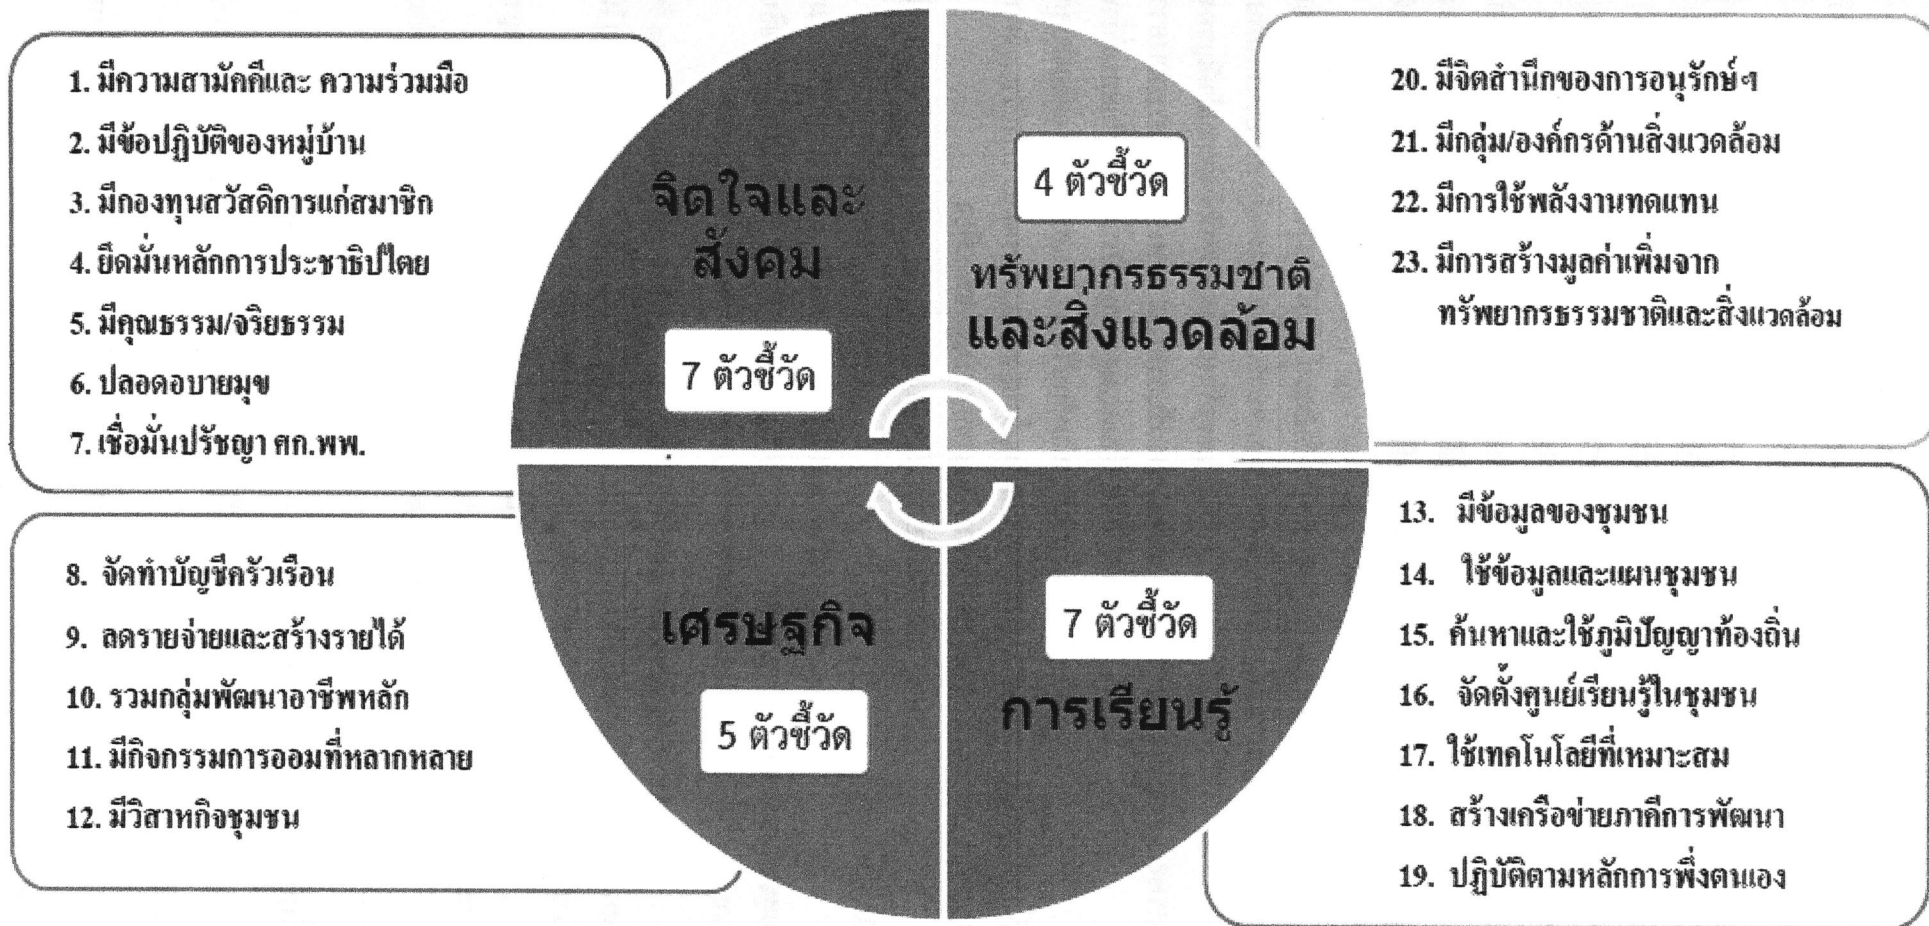 1. มีความสามัคคีและ ความร่วมมือ
2. มีข้อปฏิบัติของหมู่บ้าน
3. มีกองทุนสวัสดิการแก่สมาชิก
4. ยึดมั่นหลักการประชาธิปไตย
5. มีคุณธรรม/จริยธรรม
6. ปลอดอบายมุข
7. เชื่อมั่นปรัชญา ศก.พพ.
จิตใจและ
สังคม
7 ตัวชี้วัด
4 ตัวชี้วัด
ทรัพยากรธรรมชาติ
และสิ่งแวดล้อม
20. มีจิตสำนึกของการอนุรักษ์ฯ
21. มีกลุ่ม/องค์กรด้านสิ่งแวดล้อม
22. มีการใช้พลังงานทดแทน
23. มีการสร้างมูลค่าเพิ่มจาก
ทรัพยากรธรรมชาติและสิ่งแวดล้อม
8. จัดทำบัญชีครัวเรือน
9. ลดรายจ่ายและสร้างรายได้
10. รวมกลุ่มพัฒนาอาชีพหลัก
11. มีกิจกรรมการออมที่หลากหลาย
12. มีวิสาหกิจชุมชน
เศรษฐกิจ
5 ตัวชี้วัด
7 ตัวชี้วัด
การเรียนรู้
13. มีข้อมูลของชุมชน
14. ใช้ข้อมูลและแผนชุมชน
15. ค้นหาและใช้ภูมิปัญญาท้องถิ่น
16. จัดตั้งศูนย์เรียนรู้ในชุมชน
17. ใช้เทคโนโลยีที่เหมาะสม
18. สร้างเครือข่ายภาคีการพัฒนา
19. ปฏิบัติตามหลักการพึ่งตนเอง